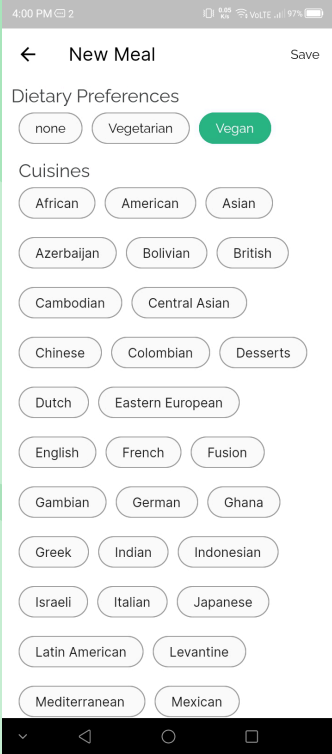 4:00 PM 2 0.05 K/s VoLTE 97%
New Meal Save
Dietary Preferences
none Vegetarian Vegan
Cuisines
African American Asian
Azerbaijan Bolivian British
Cambodian Central Asian
Chinese Colombian Desserts
Dutch Eastern European
English French Fusion
Gambian German Ghana
Greek Indian Indonesian
Israeli Italian Japanese
Latin American Levantine
Mediterranean Mexican